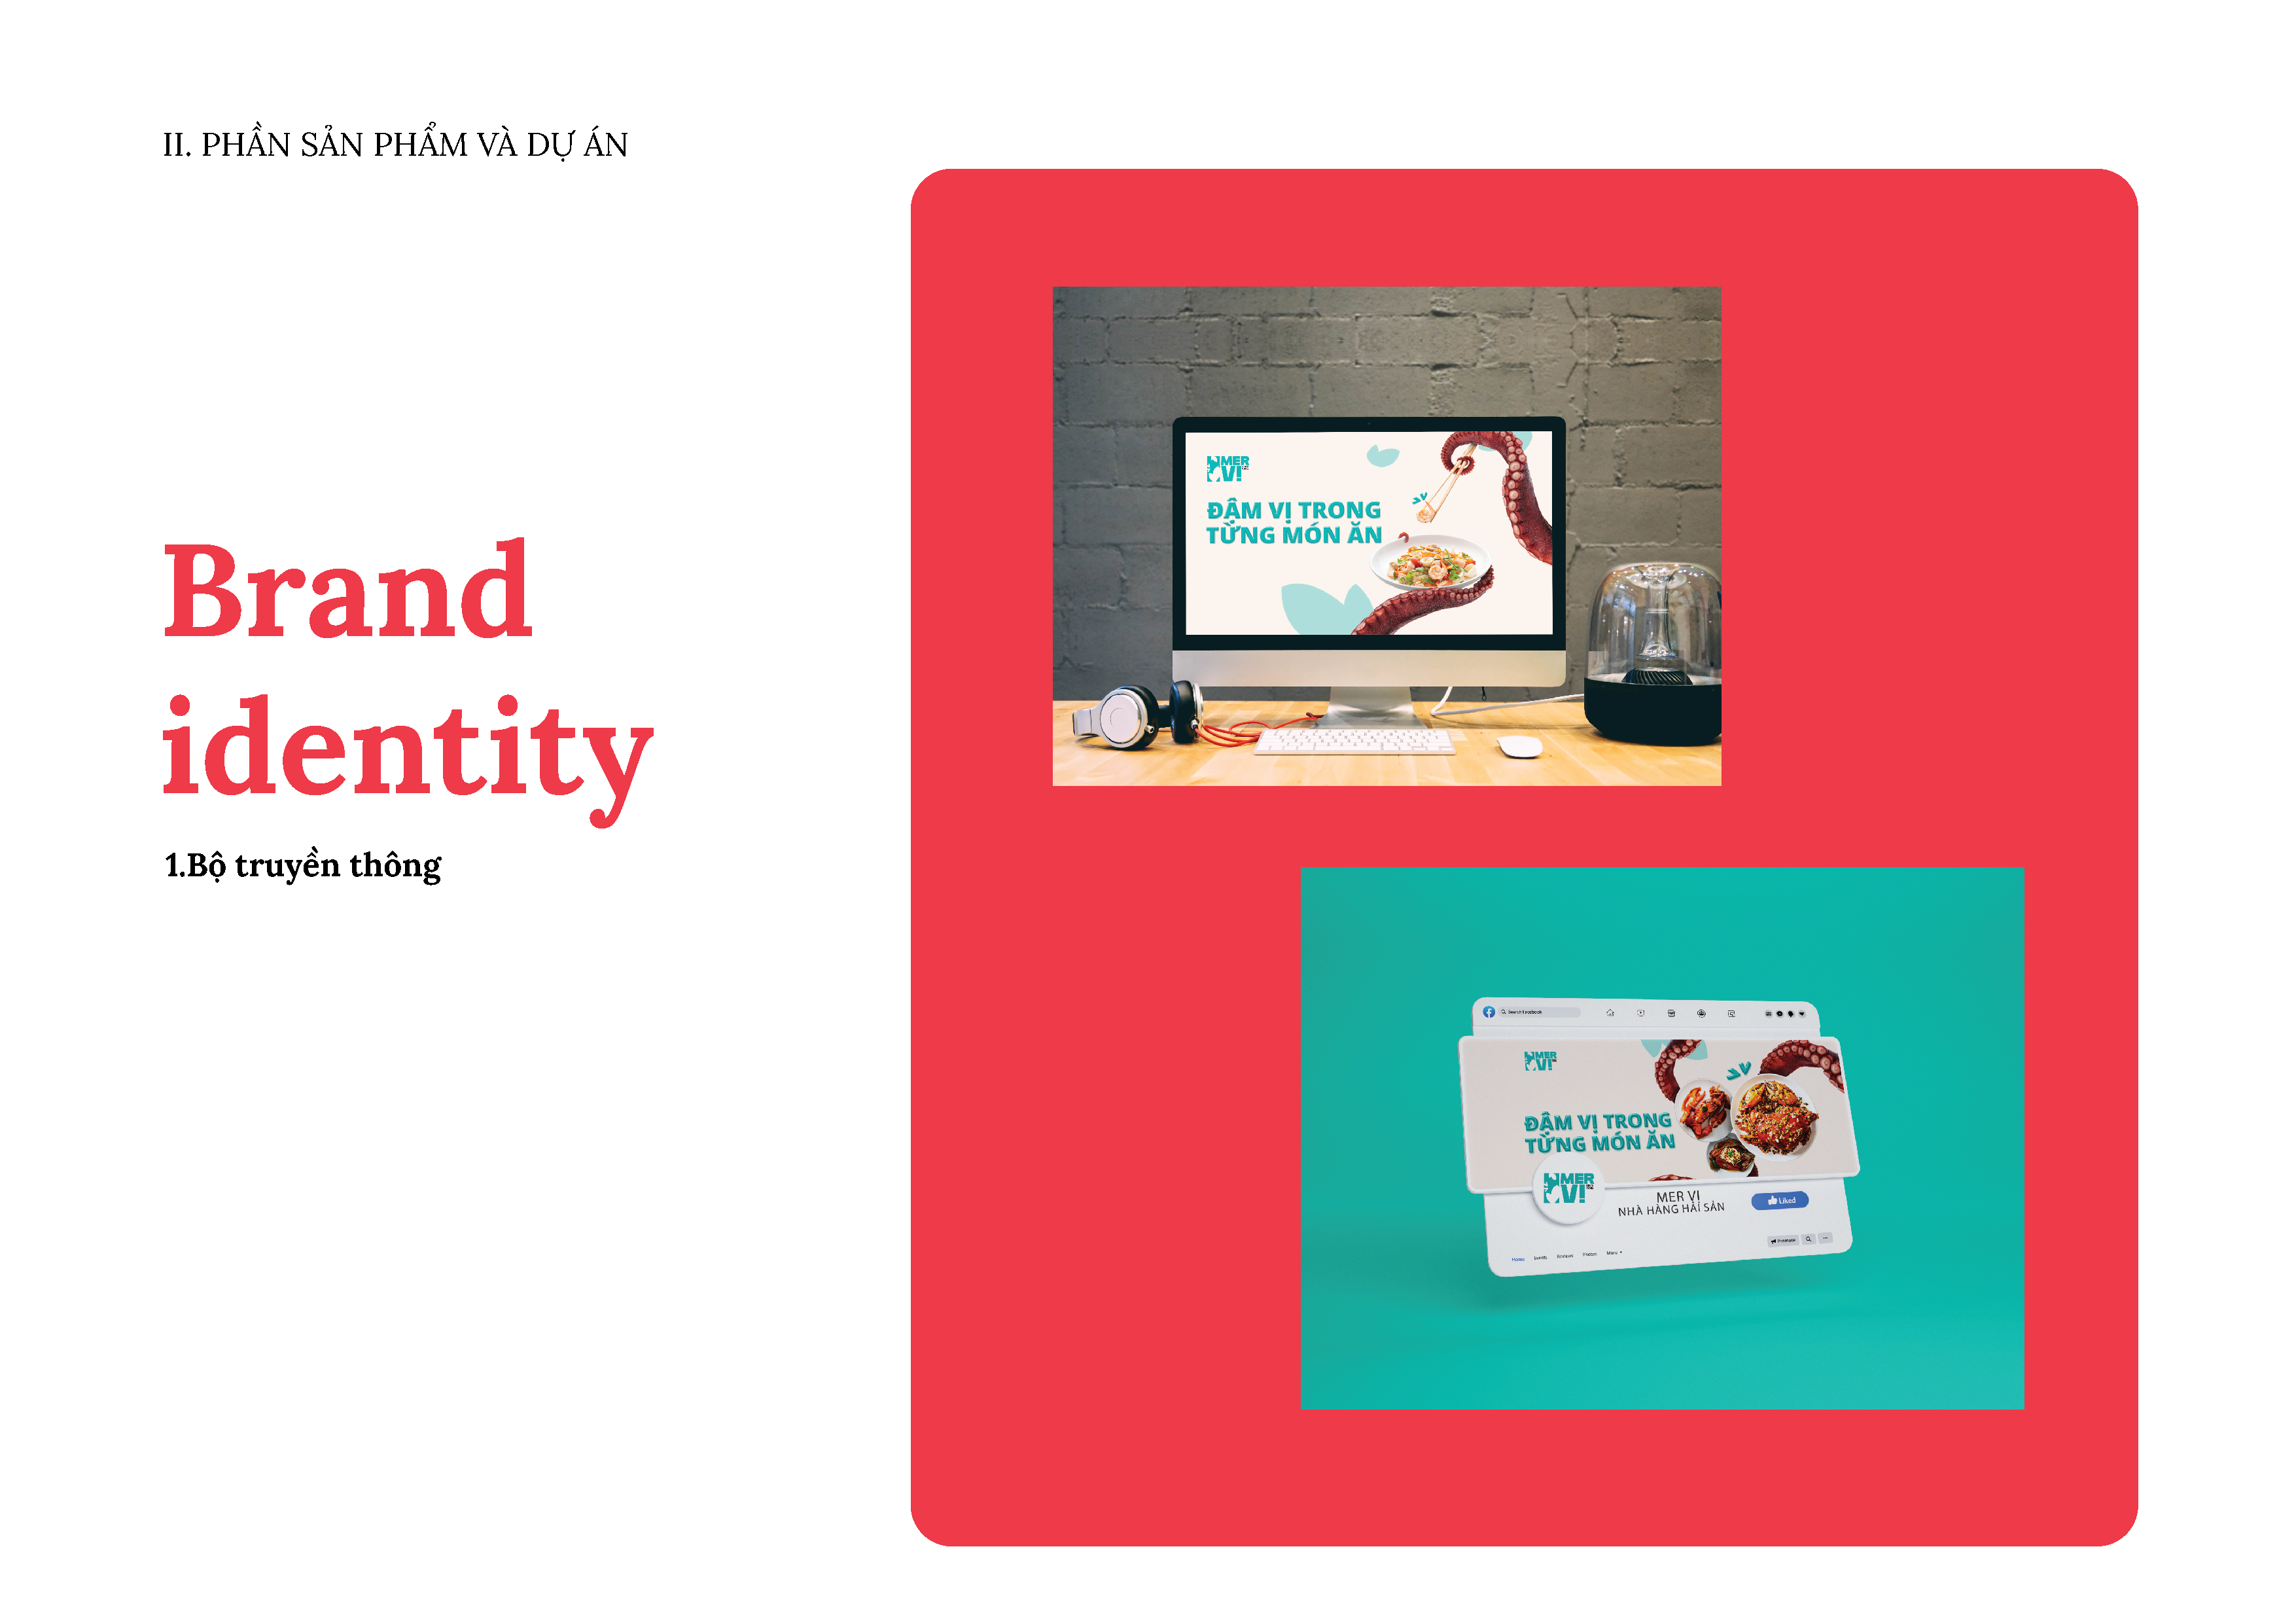 II. PHẦN SẢN PHẨM VÀ DỰ ÁN
Brand
identity
1.Bộ truyền thông
MER
VỊ
ĐẬM VỊ TRONG
TỪNG MÓN ĂN
Search Facebook
MER
VỊ
ĐẬM VỊ TRONG
TỪNG MÓN ĂN
MER
VỊ
MER VỊ
NHÀ HÀNG HẢI SẢN
Liked
Promote
Home Events Reviews Photos More